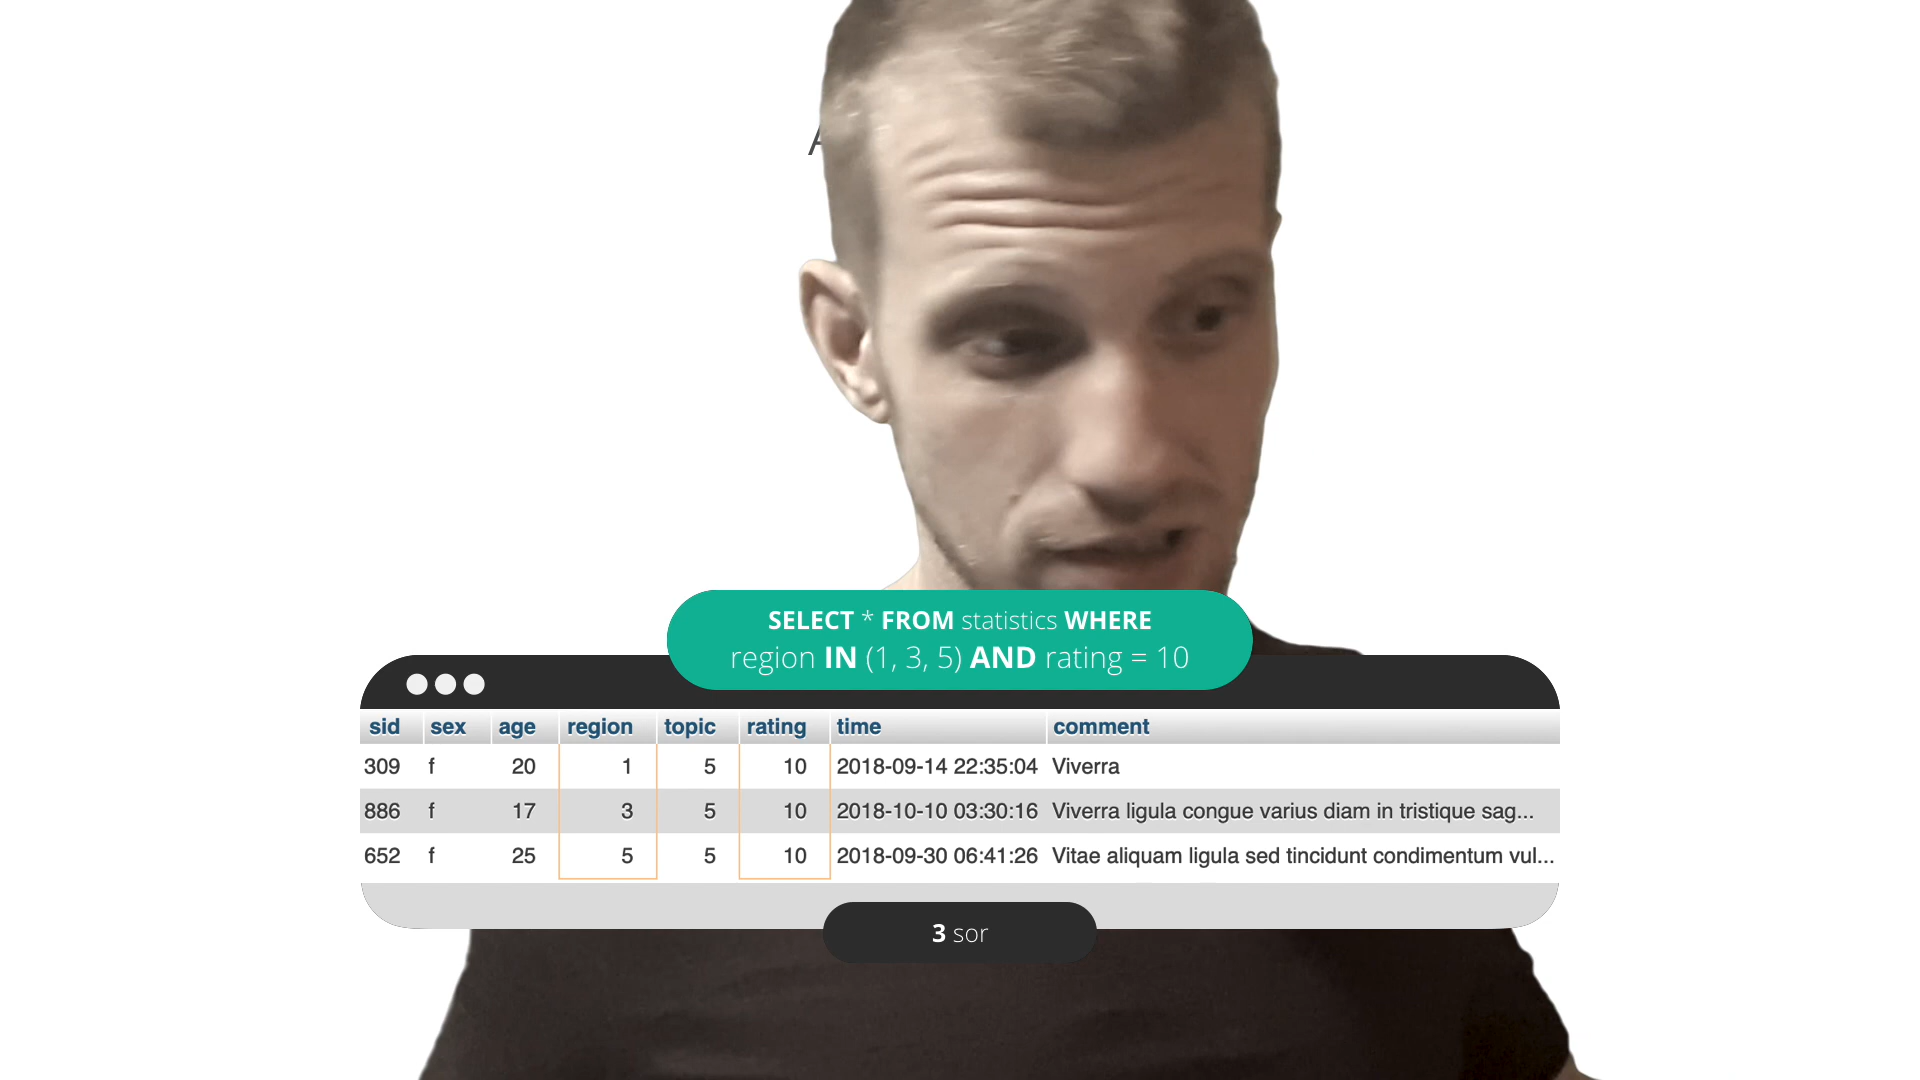 A
SELECT * FROM statistics WHERE
region IN (1, 3, 5) AND rating = 10
sid sex age region topic rating time comment
309 f 20 1 5 10 2018-09-14 22:35:04 Viverra
886 f 17 3 5 10 2018-10-10 03:30:16 Viverra ligula congue varius diam in tristique sag...
652 f 25 5 5 10 2018-09-30 06:41:26 Vitae aliquam ligula sed tincidunt condimentum vul...
3 sor